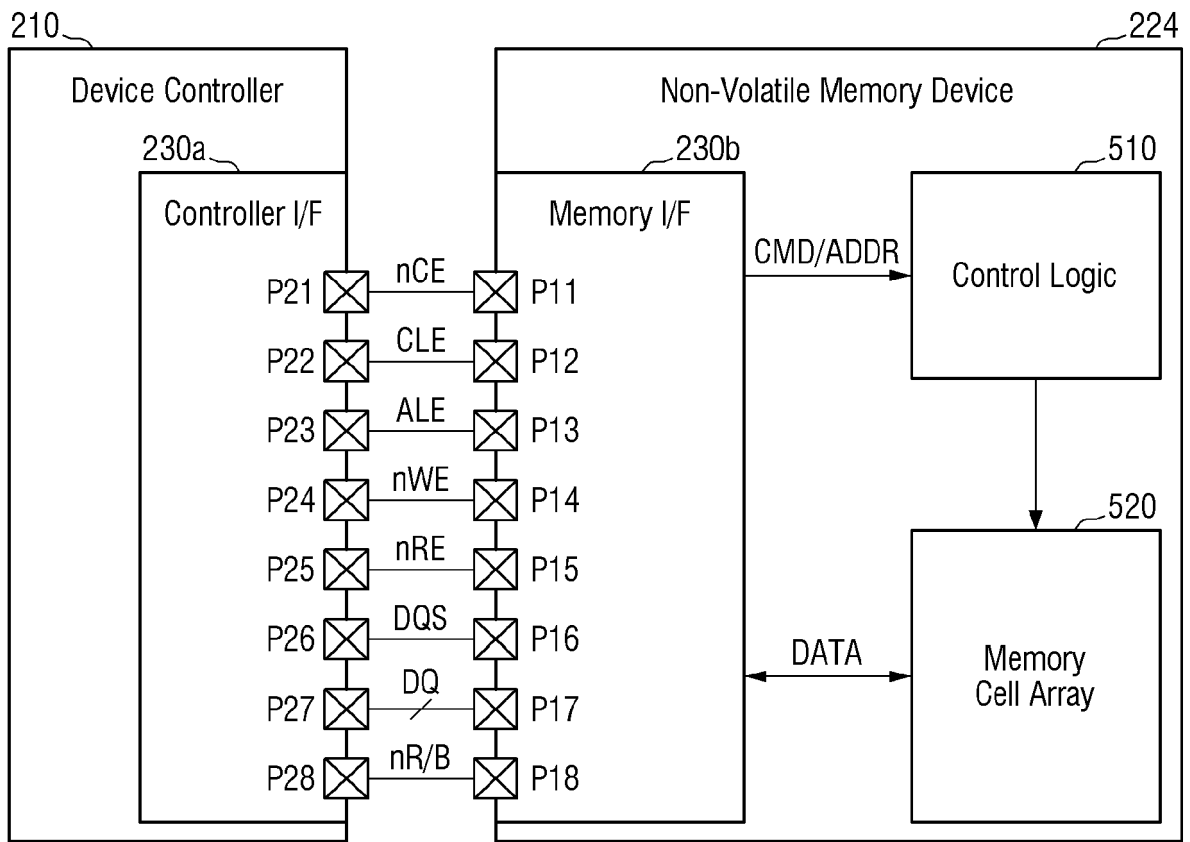 210
224
Device Controller
Non-Volatile Memory Device
230a
230b
510
Controller I/F
Memory I/F
CMD/ADDR
Control Logic
P21
nCE
P11
P22
CLE
P12
P23
ALE
P13
P24
nWE
P14
P25
nRE
P15
520
P26
DQS
P16
DATA
Memory
Cell Array
P27
DQ
P17
P28
nR/B
P18